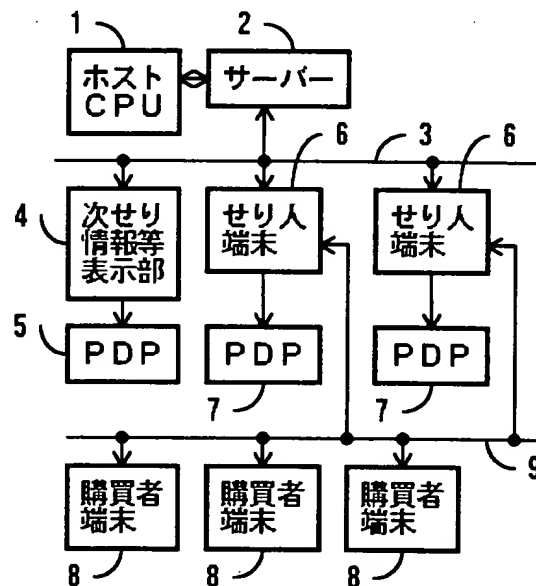 1
2
ホスト
CPU
サーバー
6
3
6
4
次せり
情報等
表示部
せり人
端末
せり人
端末
5
PDP
PDP
PDP
7
7
9
購買者
端末
購買者
端末
購買者
端末
8
8
8